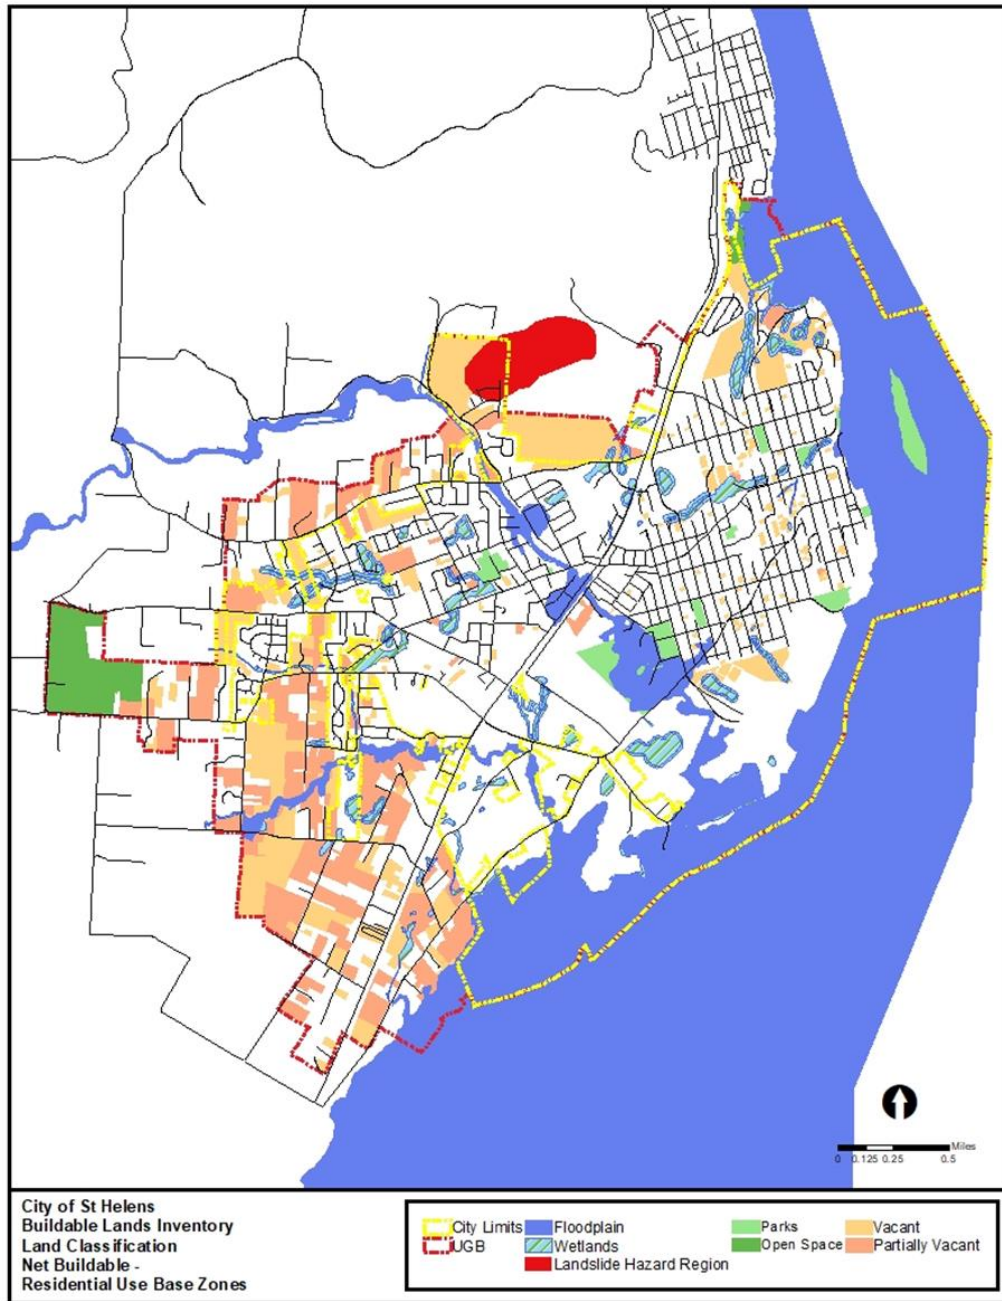 Miles
0 0.125 0.25 0.5
City of St Helens
Buildable Lands Inventory
Land Classification
Net Buildable -
Residential Use Base Zones
City Limits
UGB
Floodplain
Wetlands
Landslide Hazard Region
Parks
Open Space
Vacant
Partially Vacant